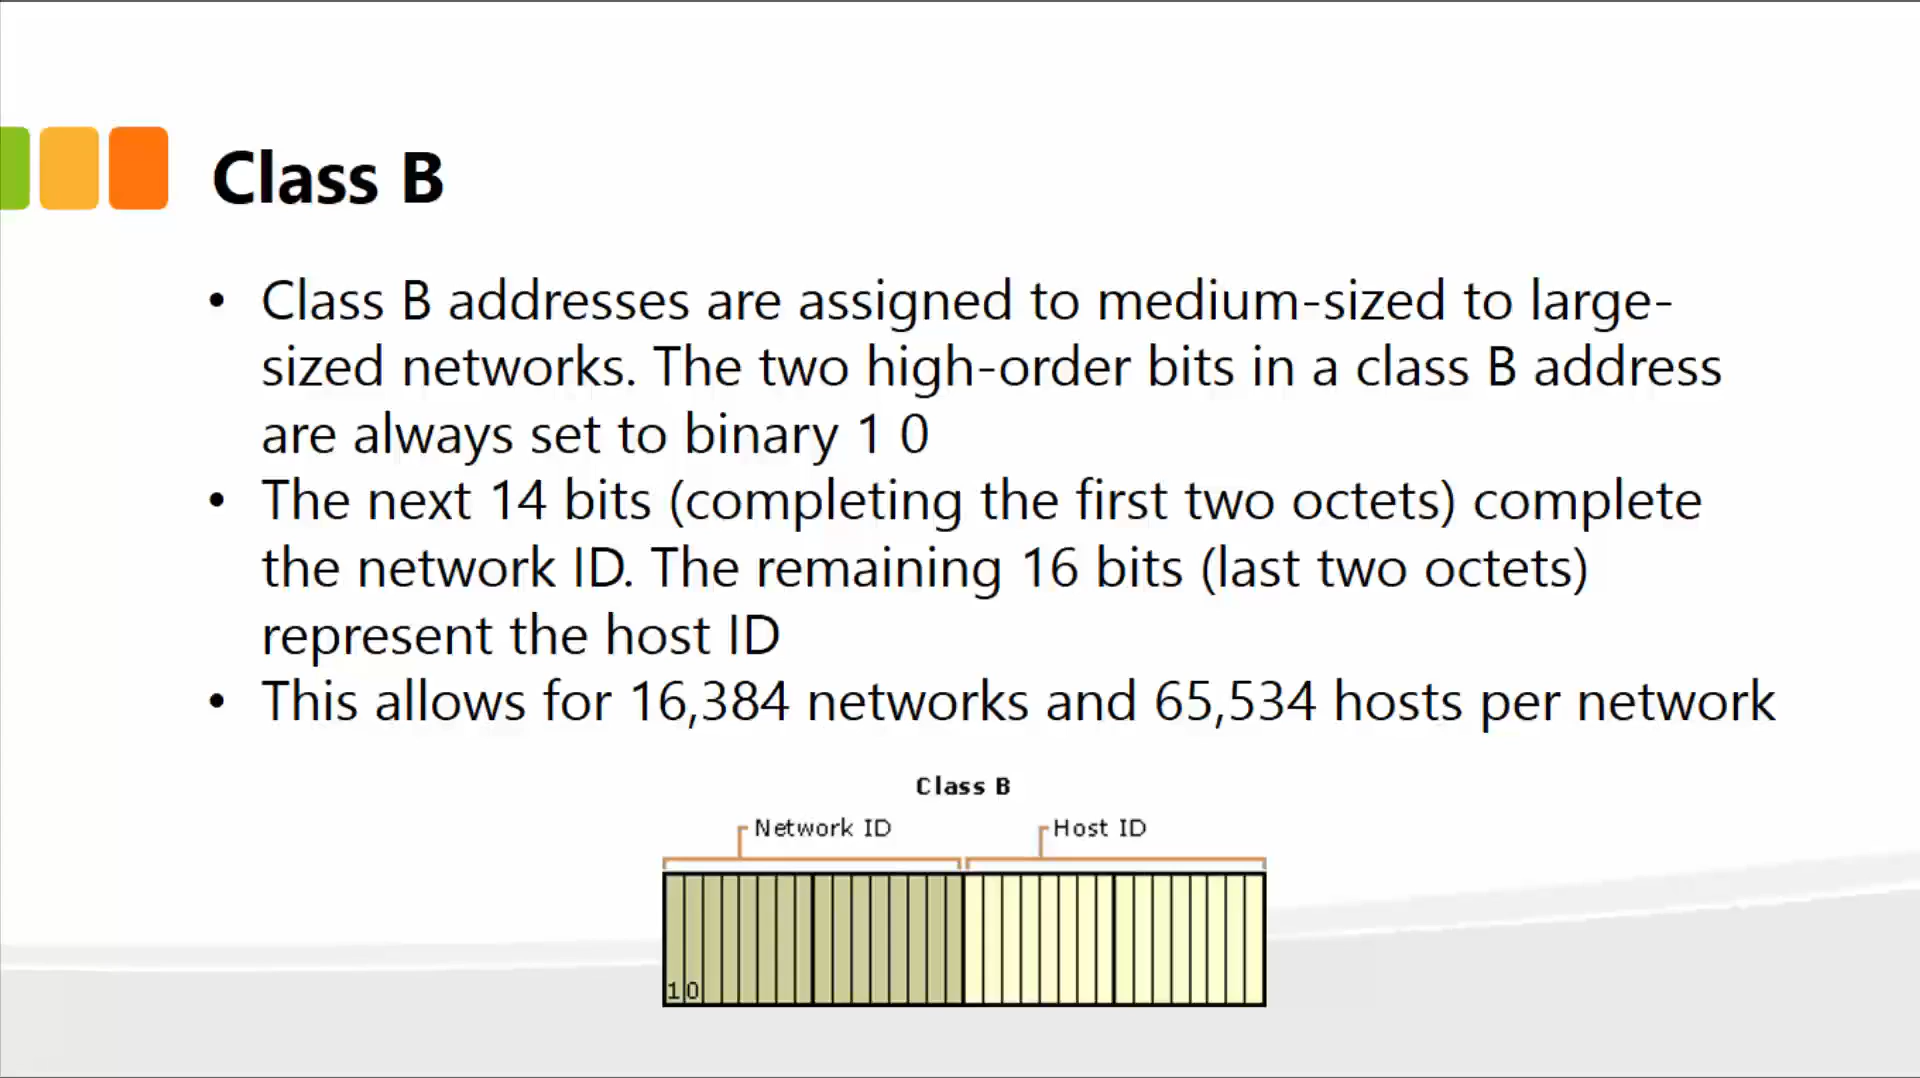 Class B
• Class B addresses are assigned to medium-sized to large-
sized networks. The two high-order bits in a class B address
are always set to binary 1 0
• The next 14 bits (completing the first two octets) complete
the network ID. The remaining 16 bits (last two octets)
represent the host ID
• This allows for 16,384 networks and 65,534 hosts per network
Class B
Network ID Host ID
1 0